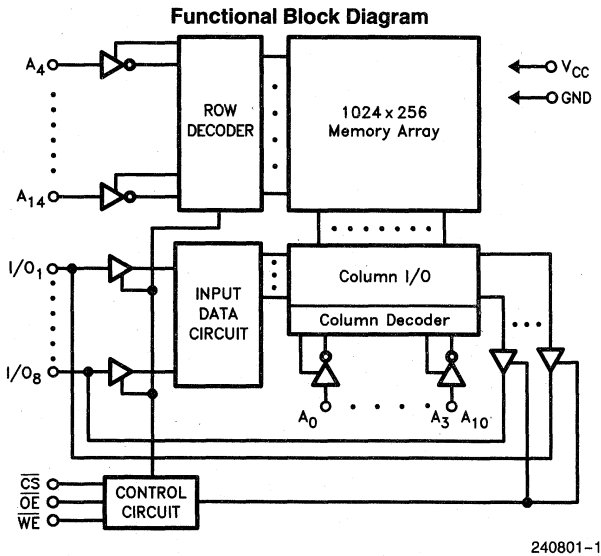 Functional Block Diagram
A4
A14
ROW
DECODER
1024 x 256
Memory Array
VCC
GND
I/O1
I/O8
INPUT
DATA
CIRCUIT
Column I/O
Column Decoder
A0
A3 A10
CS
OE
WE
CONTROL
CIRCUIT
240801-1